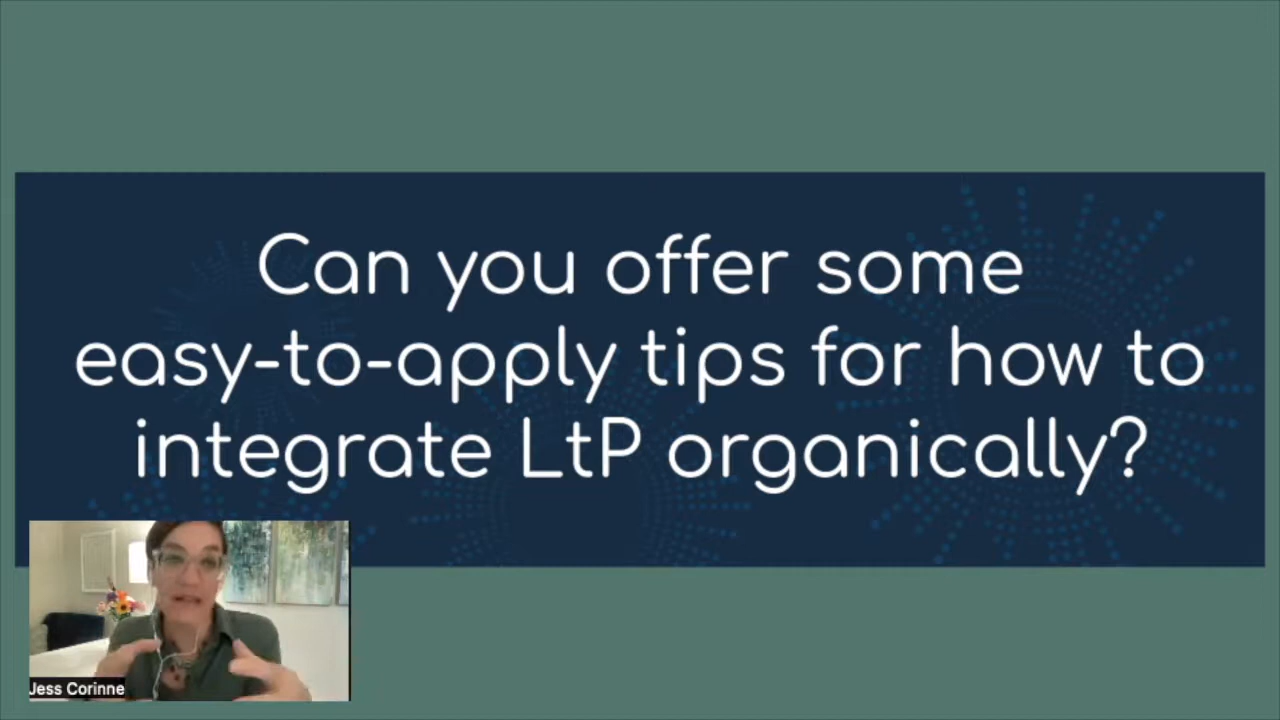 Can you offer some
easy-to-apply tips for how to
integrate LtP organically?
Jess Corinne